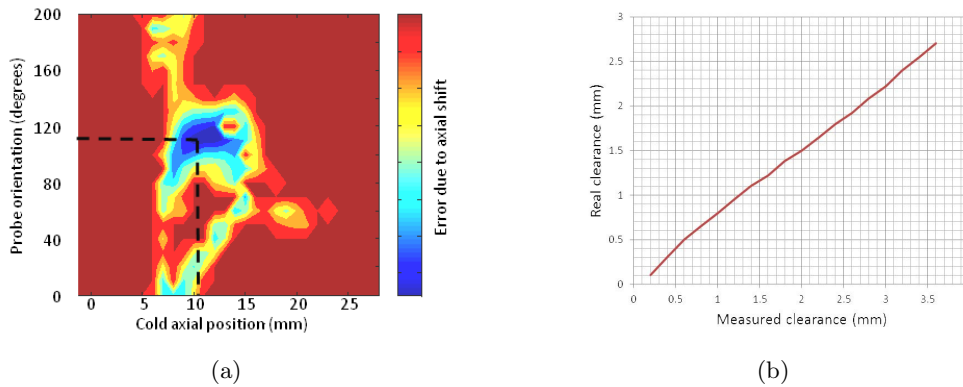 200
160
120
80
40
0
0 5 10 15 20 25
Probe orientation (degrees)
Cold axial position (mm)
Error due to axial shift
(a)
3
2.5
2
1.5
1
0.5
0
0 0.5 1 1.5 2 2.5 3 3.5
Real clearance (mm)
Measured clearance (mm)
(b)